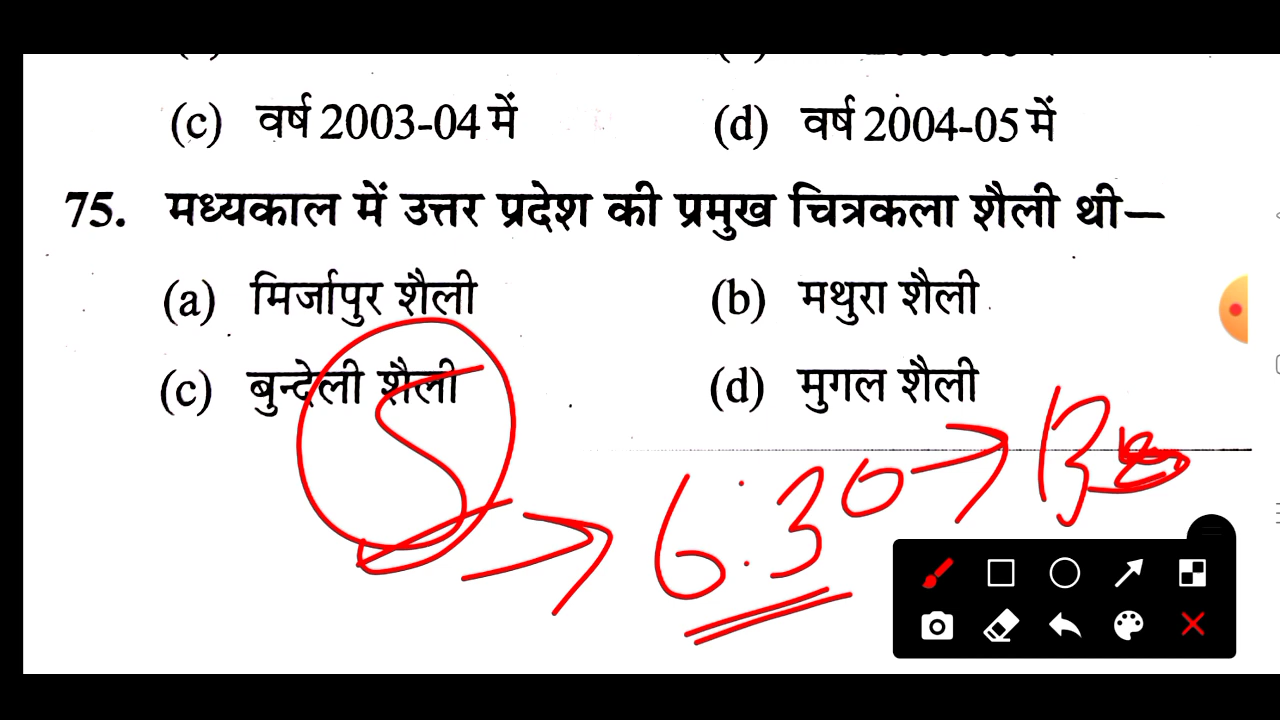 (c) वर्ष 2003-04 में (d) वर्ष 2004-05 में
75. मध्यकाल में उत्तर प्रदेश की प्रमुख चित्रकला शैली थी—
(a) मिर्जापुर शैली (b) मथुरा शैली
(c) बुन्देली शैली (d) मुगल शैली
6:30